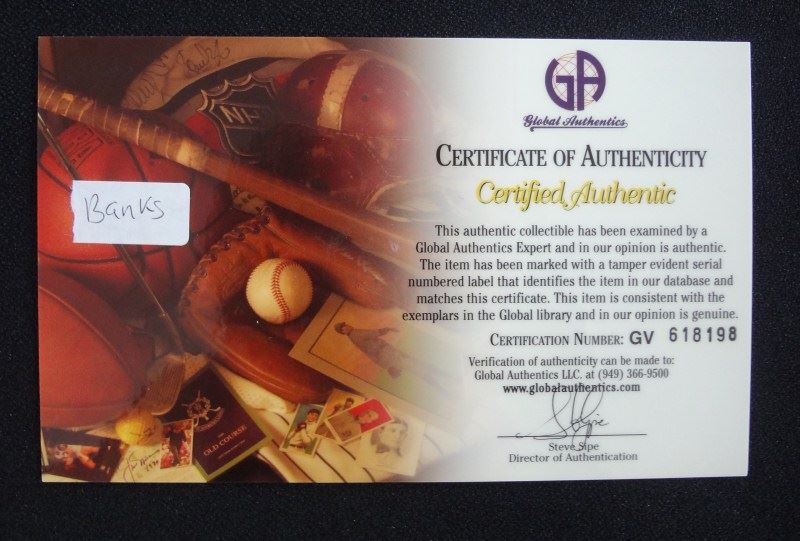 GA
Global Authentics
CERTIFICATE OF AUTHENTICITY
Certified Authentic
This authentic collectible has been examined by a
Global Authentics Expert and in our opinion is authentic.
The item has been marked with a tamper evident serial
numbered label that identifies the item in our database and
matches this certificate. This item is consistent with the
exemplars in the Global library and in our opinion is genuine.
CERTIFICATION NUMBER: GV 618198
Verification of authenticity can be made to:
Global Authentics LLC. at (949) 366-9500
www.globalauthentics.com
Steve Sipe
Director of Authentication
Banks
NH
OLD COURSE